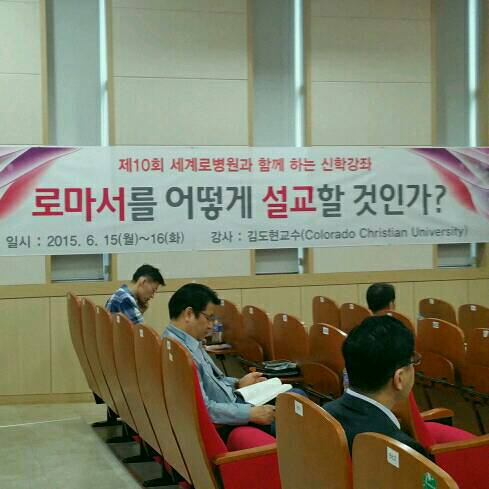 제10회 세계로병원과 함께 하는 신학강좌
로마서를 어떻게 설교할 것인가?
일시 : 2015. 6. 15(월)~16(화) 강사 : 김도현교수(Colorado Christian University)